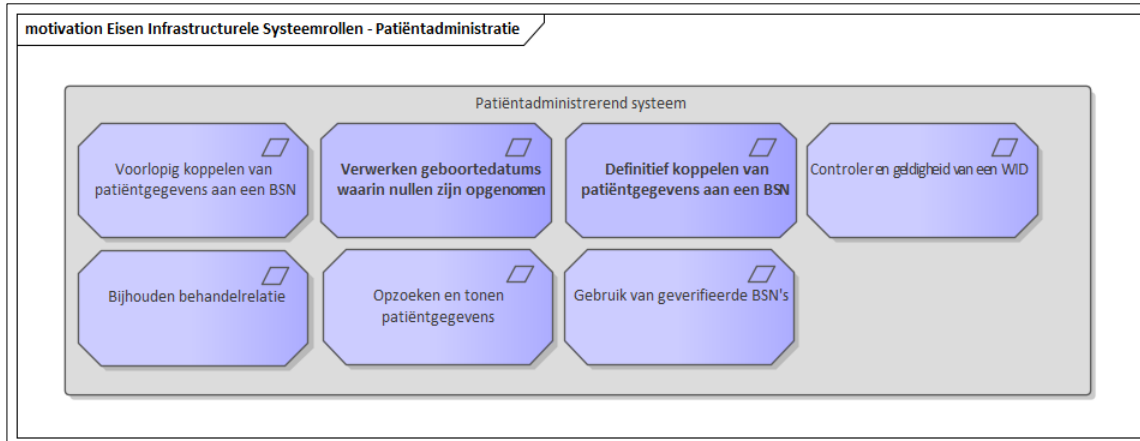 motivation Eisen Infrastructurele Systeemrollen - Patiëntadministratie
Patiëntadministrerend systeem
Voorlopig koppelen van
patiëntgegevens aan een BSN
Verwerken geboortedatums
waarin nullen zijn opgenomen
Definitief koppelen van
patiëntgegevens aan een BSN
Controleren geldigheid van een WID
Bijhouden behandelrelatie
Opzoeken en tonen
patiëntgegevens
Gebruik van geverifieerde BSN's